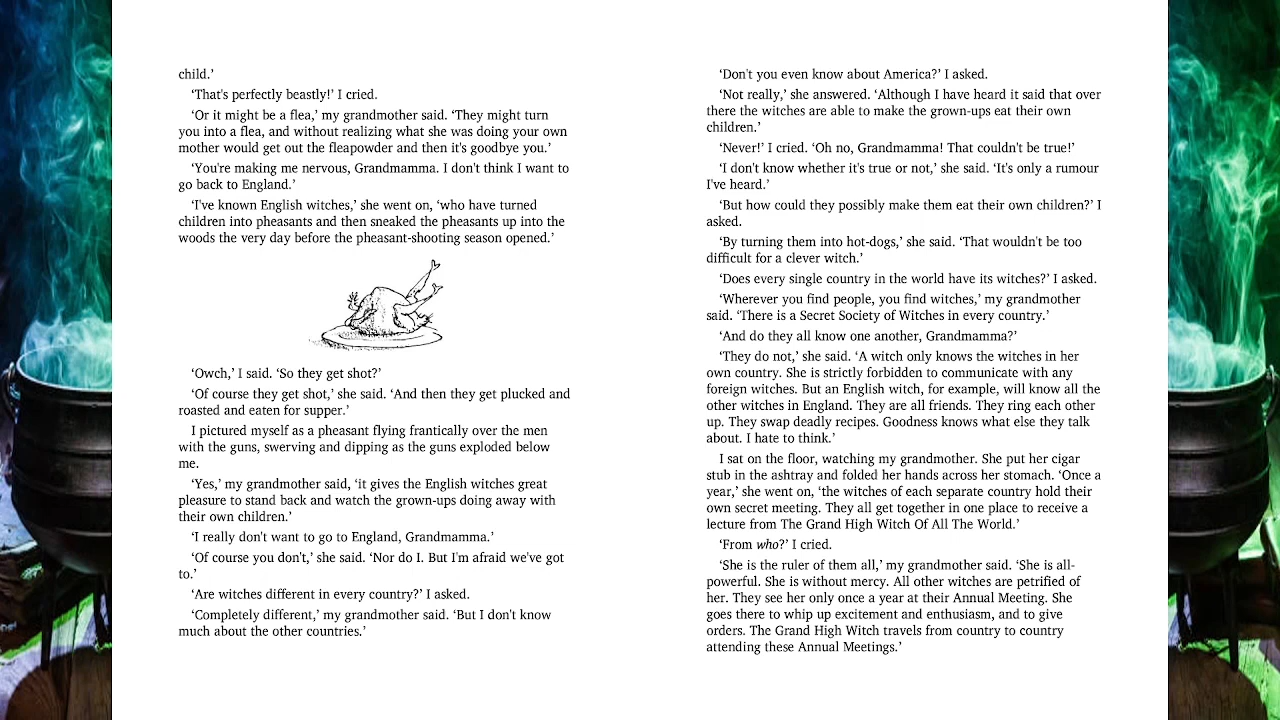 child.’
‘That's perfectly beastly!’ I cried.
‘Or it might be a flea,’ my grandmother said. ‘They might turn
you into a flea, and without realizing what she was doing your own
mother would get out the fleapowder and then it's goodbye you.’
‘You're making me nervous, Grandmamma. I don't think I want to
go back to England.’
‘I've known English witches,’ she went on, ‘who have turned
children into pheasants and then sneaked the pheasants up into the
woods the very day before the pheasant-shooting season opened.’
‘Owch,’ I said. ‘So they get shot?’
‘Of course they get shot,’ she said. ‘And then they get plucked and
roasted and eaten for supper.’
I pictured myself as a pheasant flying frantically over the men
with the guns, swerving and dipping as the guns exploded below
me.
‘Yes,’ my grandmother said, ‘it gives the English witches great
pleasure to stand back and watch the grown-ups doing away with
their own children.’
‘I really don't want to go to England, Grandmamma.’
‘Of course you don't,’ she said. ‘Nor do I. But I'm afraid we've got
to.’
‘Are witches different in every country?’ I asked.
‘Completely different,’ my grandmother said. ‘But I don't know
much about the other countries.’
‘Don't you even know about America?’ I asked.
‘Not really,’ she answered. ‘Although I have heard it said that over
there the witches are able to make the grown-ups eat their own
children.’
‘Never!’ I cried. ‘Oh no, Grandmamma! That couldn't be true!’
‘I don't know whether it's true or not,’ she said. ‘It's only a rumour
I've heard.’
‘But how could they possibly make them eat their own children?’ I
asked.
‘By turning them into hot-dogs,’ she said. ‘That wouldn't be too
difficult for a clever witch.’
‘Does every single country in the world have its witches?’ I asked.
‘Wherever you find people, you find witches,’ my grandmother
said. ‘There is a Secret Society of Witches in every country.’
‘And do they all know one another, Grandmamma?’
‘They do not,’ she said. ‘A witch only knows the witches in her
own country. She is strictly forbidden to communicate with any
foreign witches. But an English witch, for example, will know all the
other witches in England. They are all friends. They ring each other
up. They swap deadly recipes. Goodness knows what else they talk
about. I hate to think.’
I sat on the floor, watching my grandmother. She put her cigar
stub in the ashtray and folded her hands across her stomach. ‘Once a
year,’ she went on, ‘the witches of each separate country hold their
own secret meeting. They all get together in one place to receive a
lecture from The Grand High Witch Of All The World.’
‘From who?’ I cried.
‘She is the ruler of them all,’ my grandmother said. ‘She is all-
powerful. She is without mercy. All other witches are petrified of
her. They see her only once a year at their Annual Meeting. She
goes there to whip up excitement and enthusiasm, and to give
orders. The Grand High Witch travels from country to country
attending these Annual Meetings.’